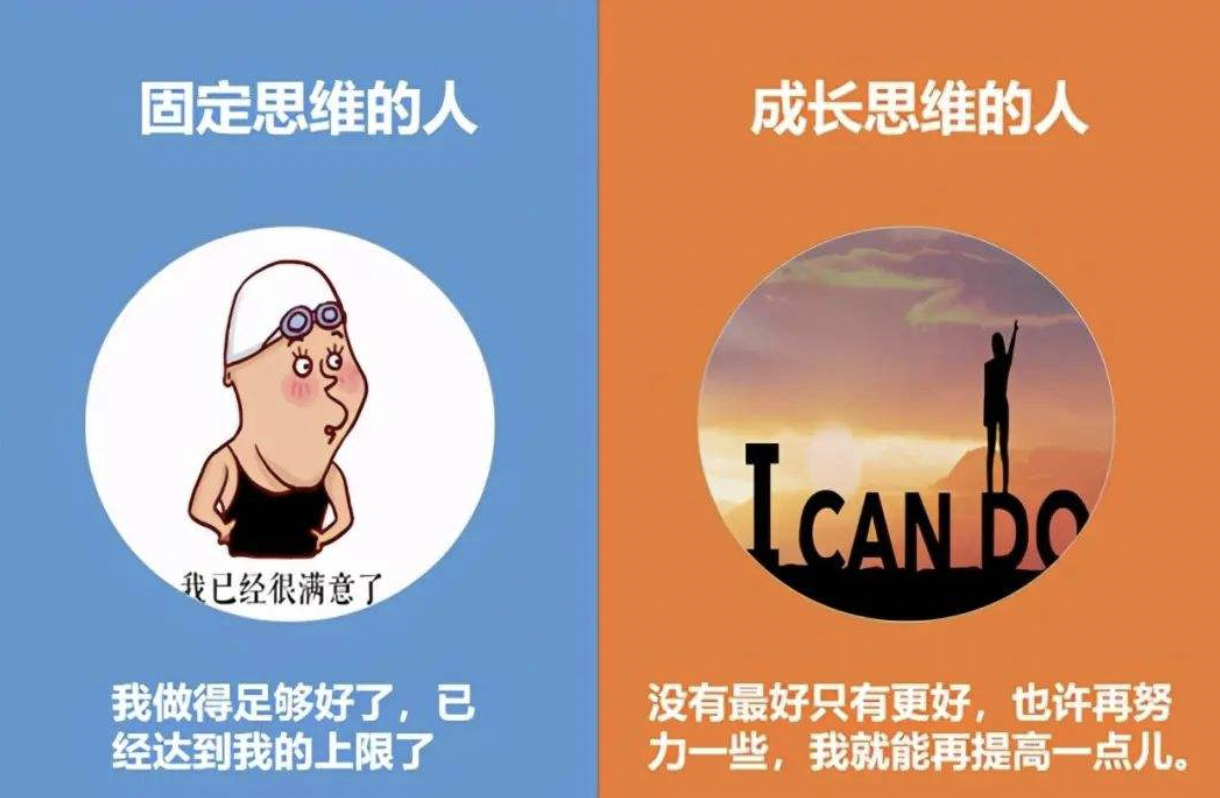 固定思维的人
我已经很满意了
我做得足够好了，已
经达到我的上限了
成长思维的人
I CAN DO
没有最好只有更好，也许再努
力一些，我就能再提高一点儿。